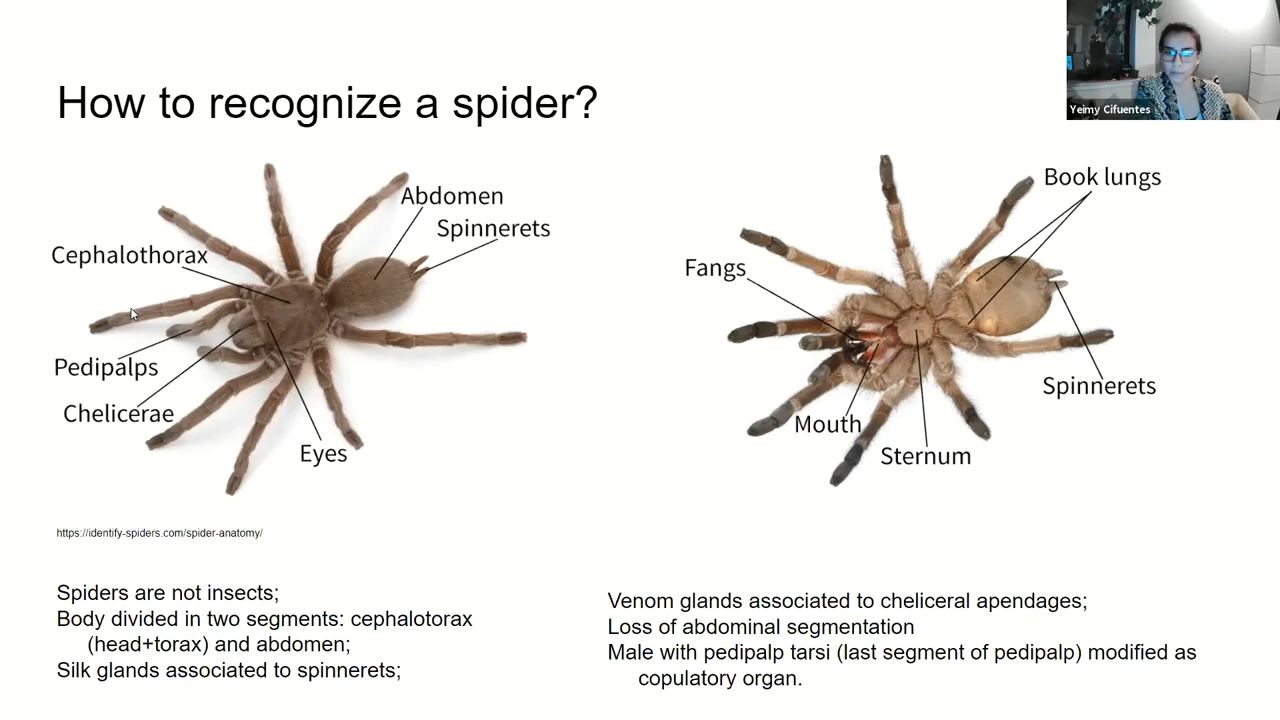 Yeimy Cifuentes
How to recognize a spider?
Abdomen
Spinnerets
Cephalothorax
Pedipalps
Chelicerae
Eyes
Book lungs
Fangs
Spinnerets
Mouth
Sternum
https://identify-spiders.com/spider-anatomy/
Spiders are not insects;
Body divided in two segments: cephalotorax
(head+torax) and abdomen;
Silk glands associated to spinnerets;
Venom glands associated to cheliceral apendages;
Loss of abdominal segmentation
Male with pedipalp tarsi (last segment of pedipalp) modified as
copulatory organ.